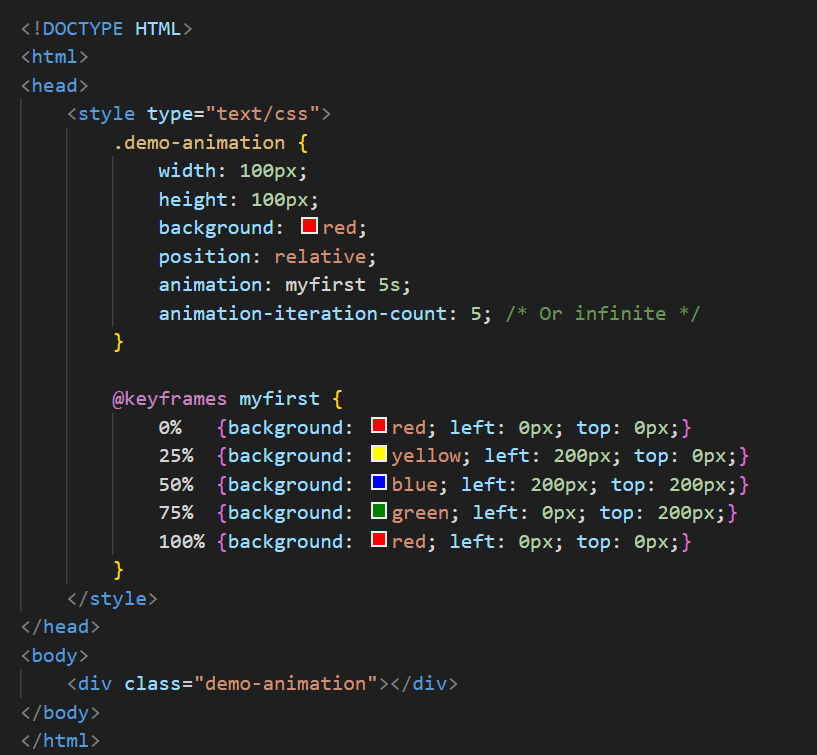 <!DOCTYPE HTML>
<html>
<head>
    <style type="text/css">
        .demo-animation {
            width: 100px;
            height: 100px;
            background: red;
            position: relative;
            animation: myfirst 5s;
            animation-iteration-count: 5; /* Or infinite */
        }

        @keyframes myfirst {
            0%   {background: red; left: 0px; top: 0px;}
            25%  {background: yellow; left: 200px; top: 0px;}
            50%  {background: blue; left: 200px; top: 200px;}
            75%  {background: green; left: 0px; top: 200px;}
            100% {background: red; left: 0px; top: 0px;}
        }
    </style>
</head>
<body>
    <div class="demo-animation"></div>
</body>
</html>